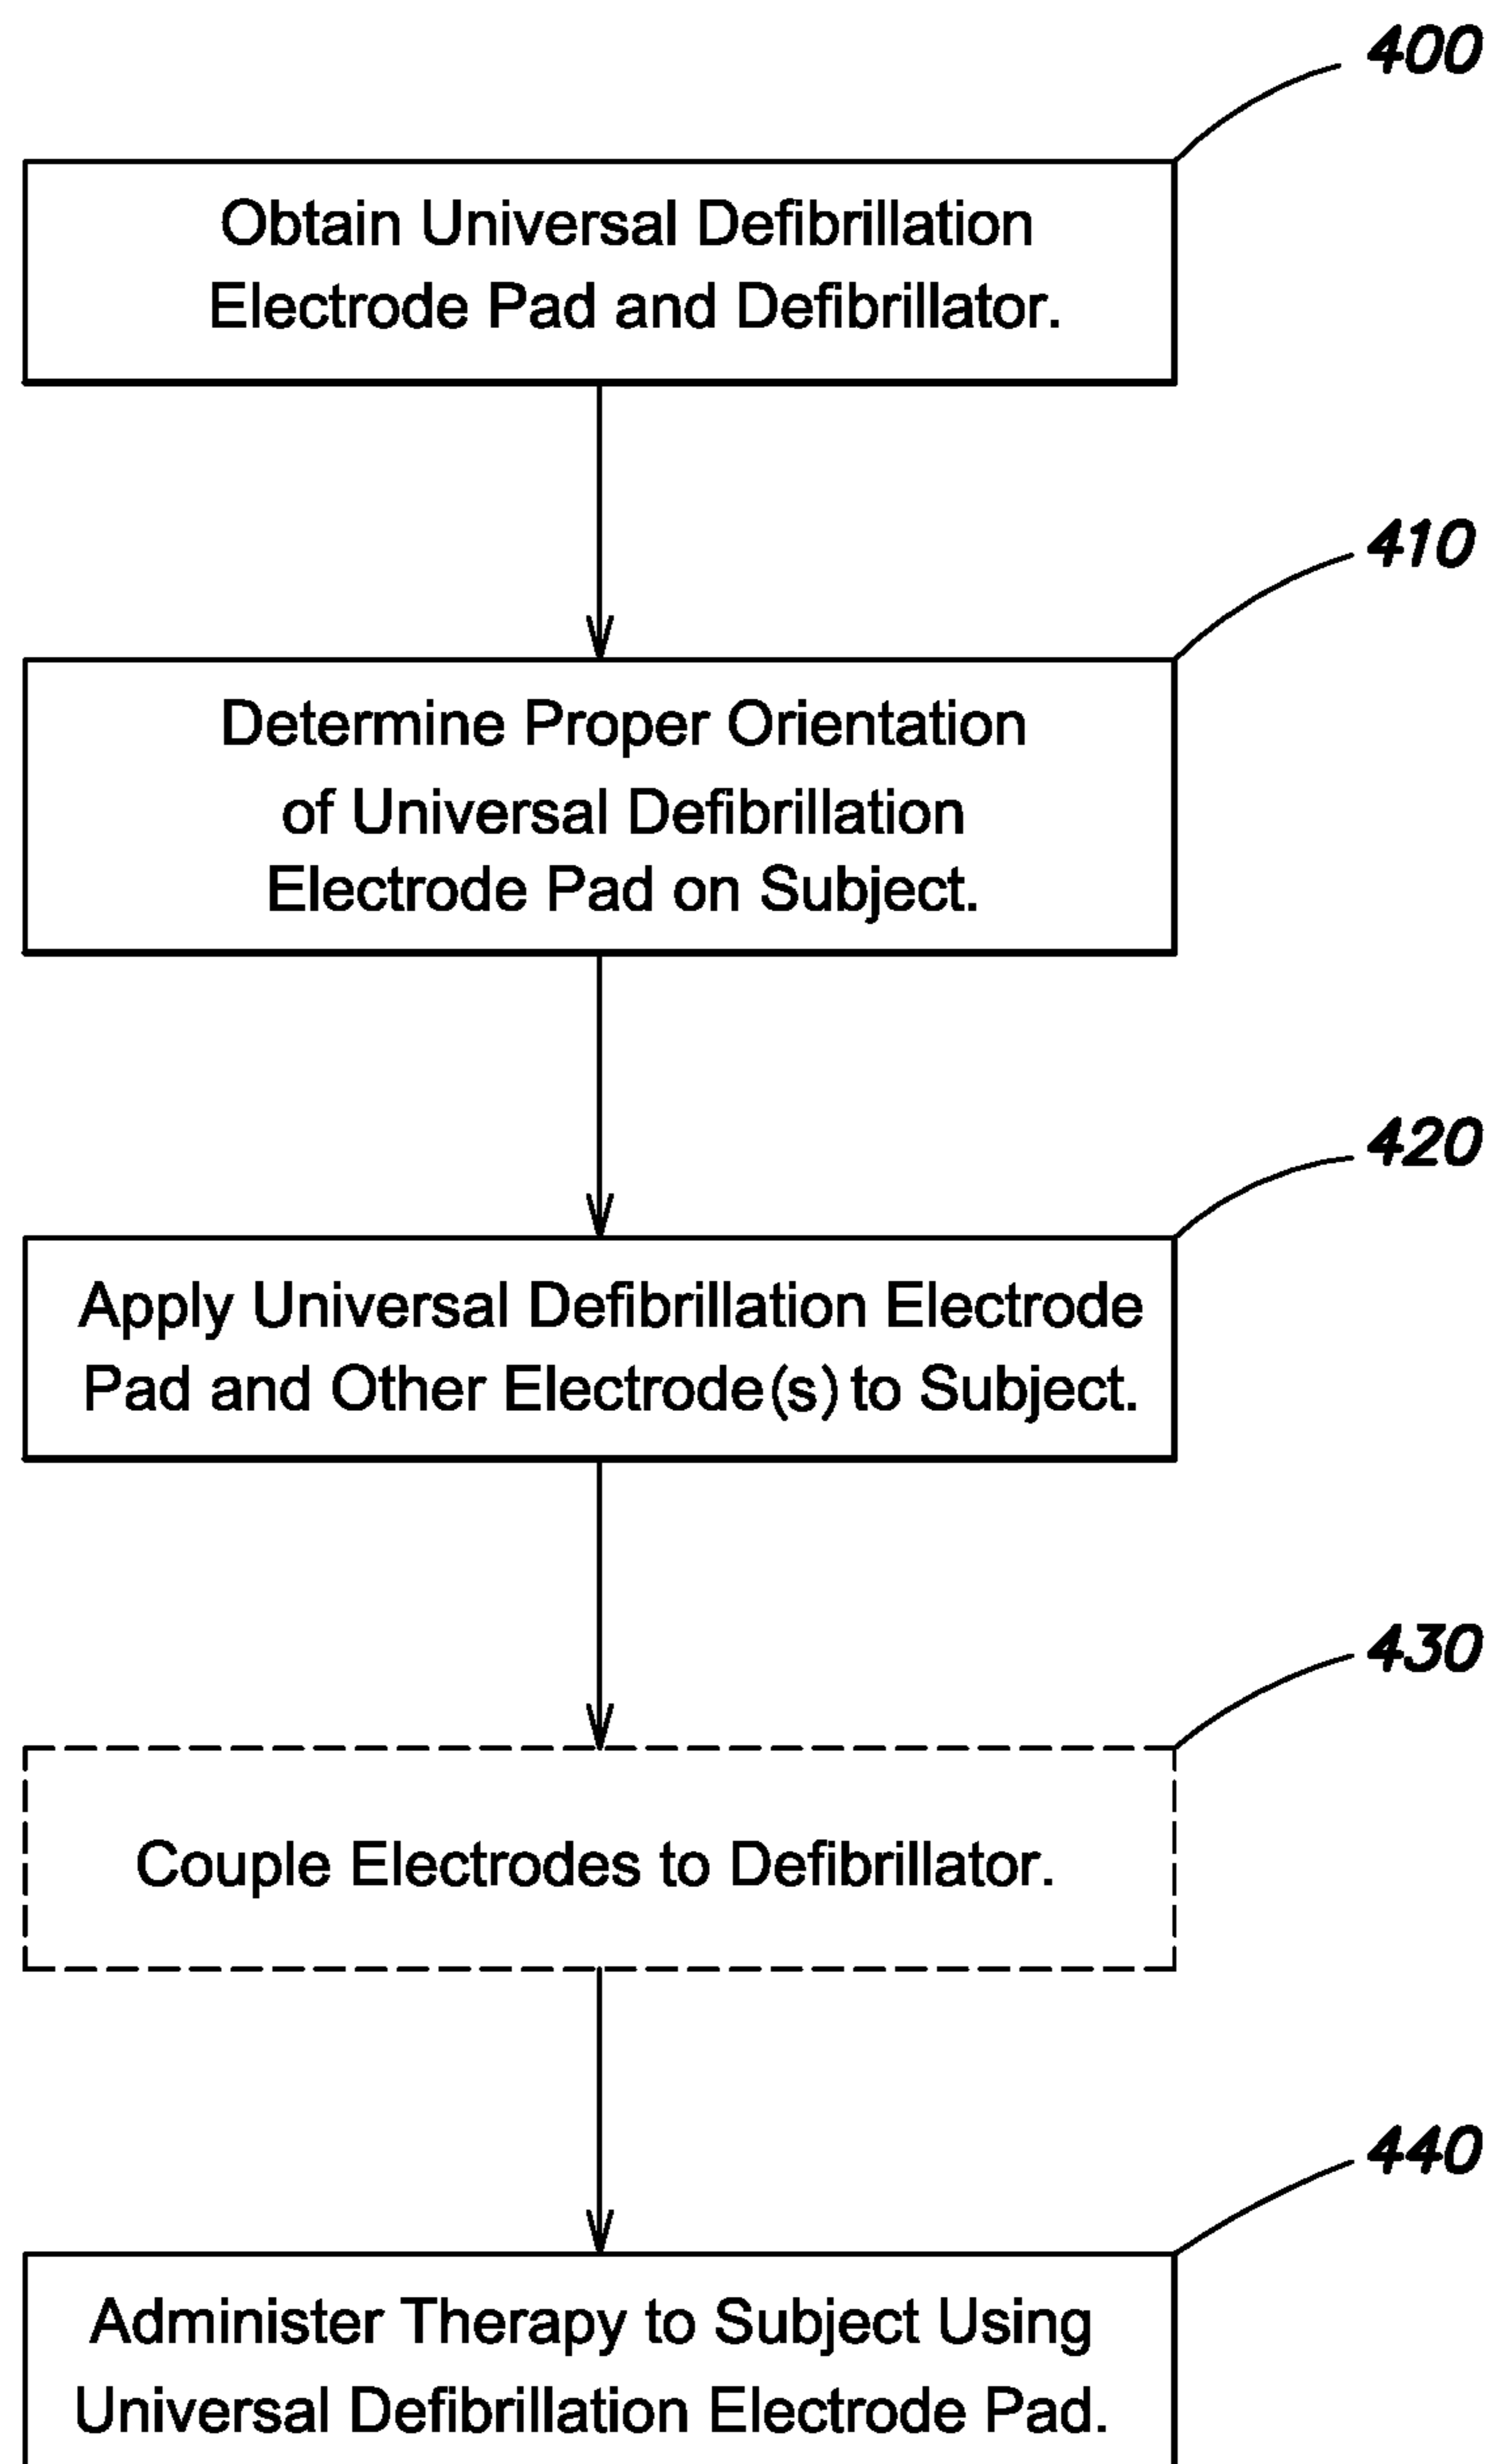 400
Obtain Universal Defibrillation
Electrode Pad and Defibrillator.
410
Determine Proper Orientation
of Universal Defibrillation
Electrode Pad on Subject.
420
Apply Universal Defibrillation Electrode
Pad and Other Electrode(s) to Subject.
430
Couple Electrodes to Defibrillator.
440
Administer Therapy to Subject Using
Universal Defibrillation Electrode Pad.